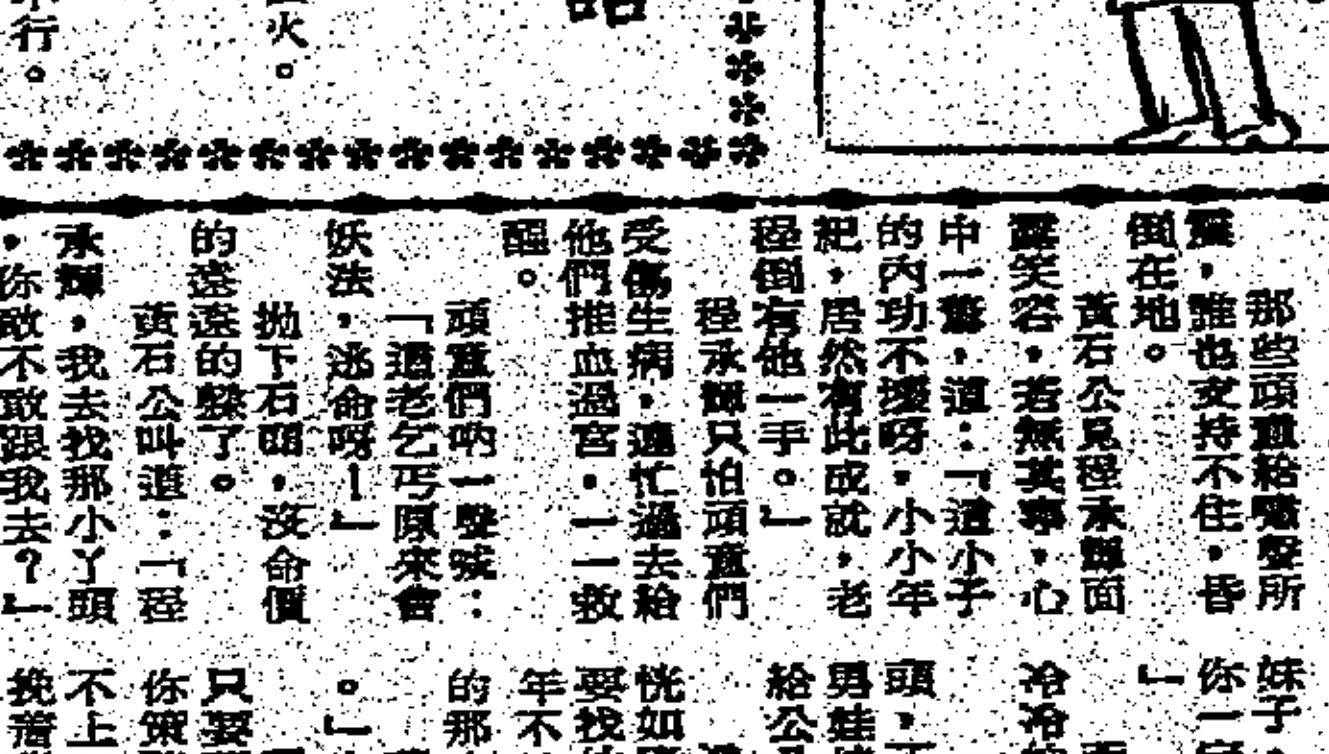 那些頭童給嘯聲所
震，誰也支持不住，昏
倒在地。
黃石公見程承輝面
露笑容，若無其事，心
中一驚，道：「這小子
的內功不壞呀，小小年
紀，居然有此成就，老
程倒有他一手。」
程承輝只怕頑童們
受傷生病，連忙過去給
他們推血過宮，一一救
醒。
頑童們吶一聲喊：
「這老乞丐原來會
妖法，逃命呀！」
拋下石頭，沒命價
的遠遠的躲了。
黃石公叫道：「程
承輝，我去找那小丫頭
，你敢不敢跟我去？」
火。
行。
妹子
你一
」
冷冷
頭，
男娃
給公
恍如
要找
年不
的那
。」
只要
你策
不上
挽着